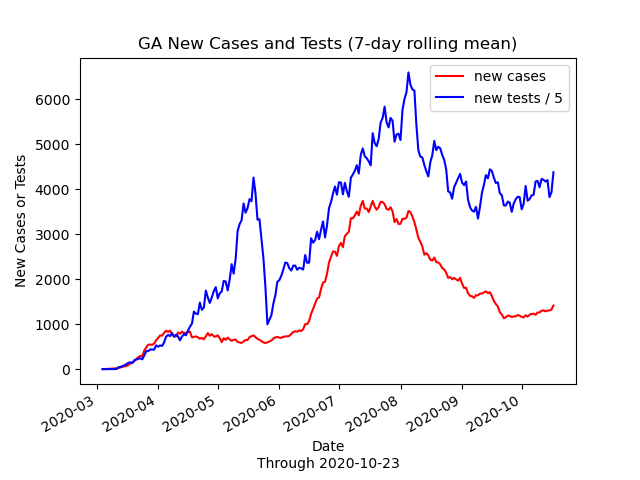 GA New Cases and Tests (7-day rolling mean)
new cases
new tests / 5
New Cases or Tests
6000
5000
4000
3000
2000
1000
0
2020-03
2020-04
2020-05
2020-06
2020-07
2020-08
2020-09
2020-10
Date
Through 2020-10-23